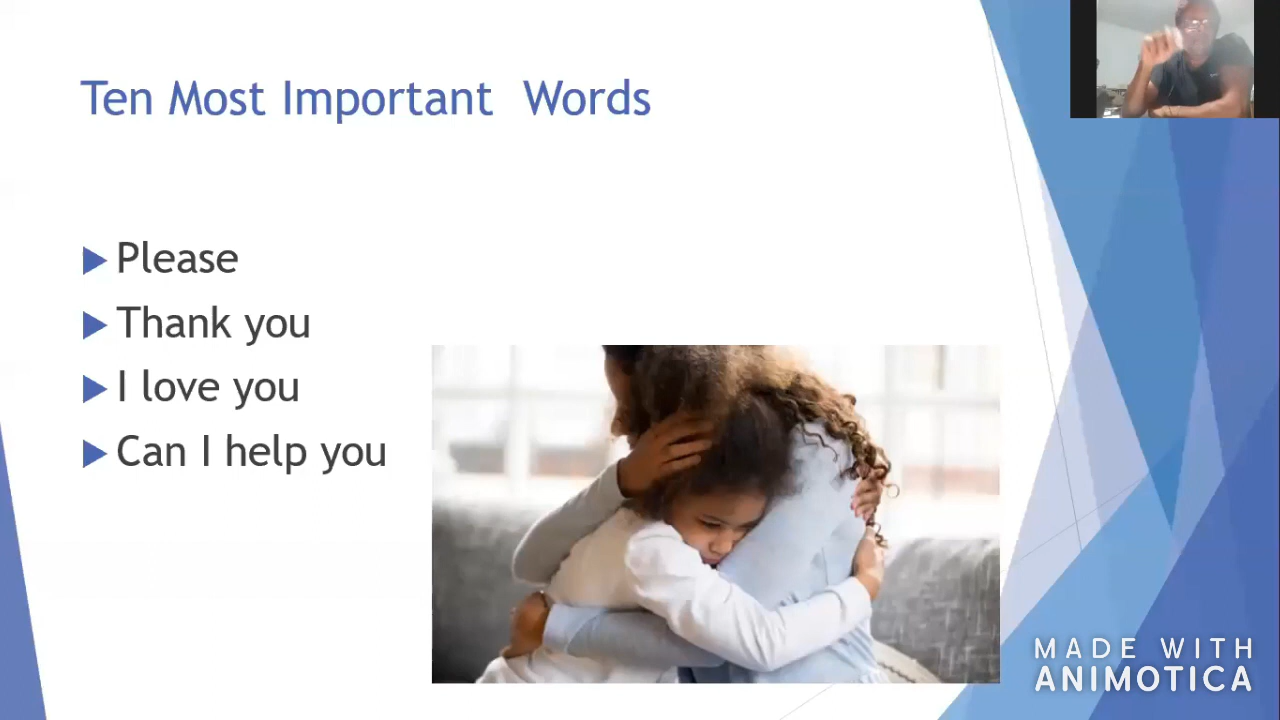 Ten Most Important Words
Please
Thank you
I love you
Can I help you
MADE WITH
ANIMOTICA